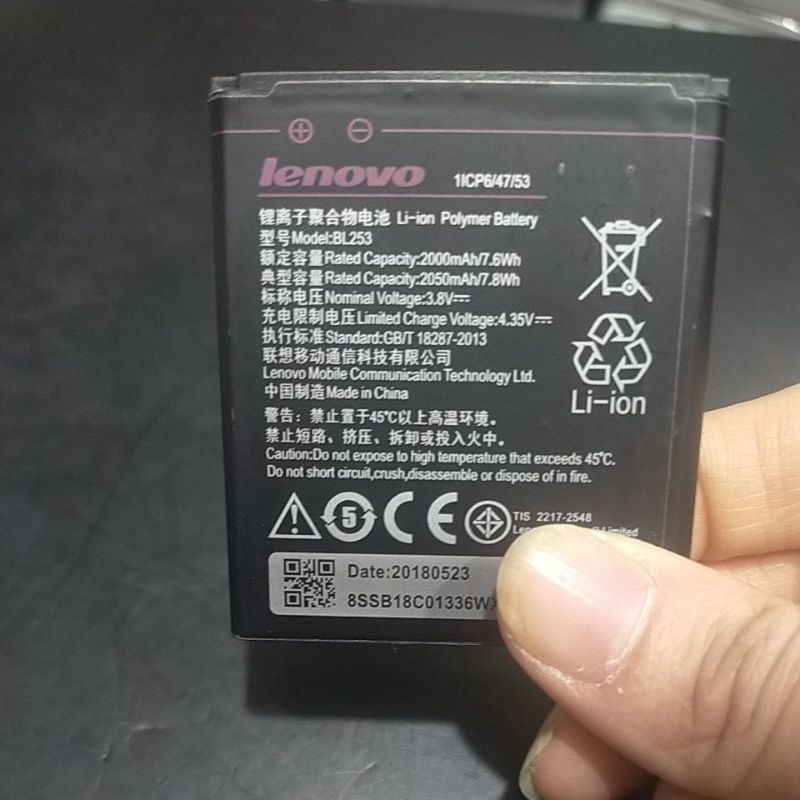 lenovo 1ICP6/47/53
锂离子聚合物电池 Li-ion Polymer Battery
型号Model:BL253
额定容量Rated Capacity:2000mAh/7.6Wh
典型容量Rated Capacity:2050mAh/7.8Wh
标称电压Nominal Voltage:3.8V⎓
充电限制电压Limited Charge Voltage:4.35V⎓
执行标准Standard:GB/T 18287-2013
联想移动通信科技有限公司
Lenovo Mobile Communication Technology Ltd.
中国制造Made in China
Li-ion
警告：禁止置于45℃以上高温环境。
禁止短路、挤压、拆卸或投入火中。
Caution:Do not expose to high temperature that exceeds 45℃.
Do not short circuit,crush,disassemble or dispose of in fire.
5 CE TIS 2217-2548
Limited
Date:20180523
8SSB18C01336W